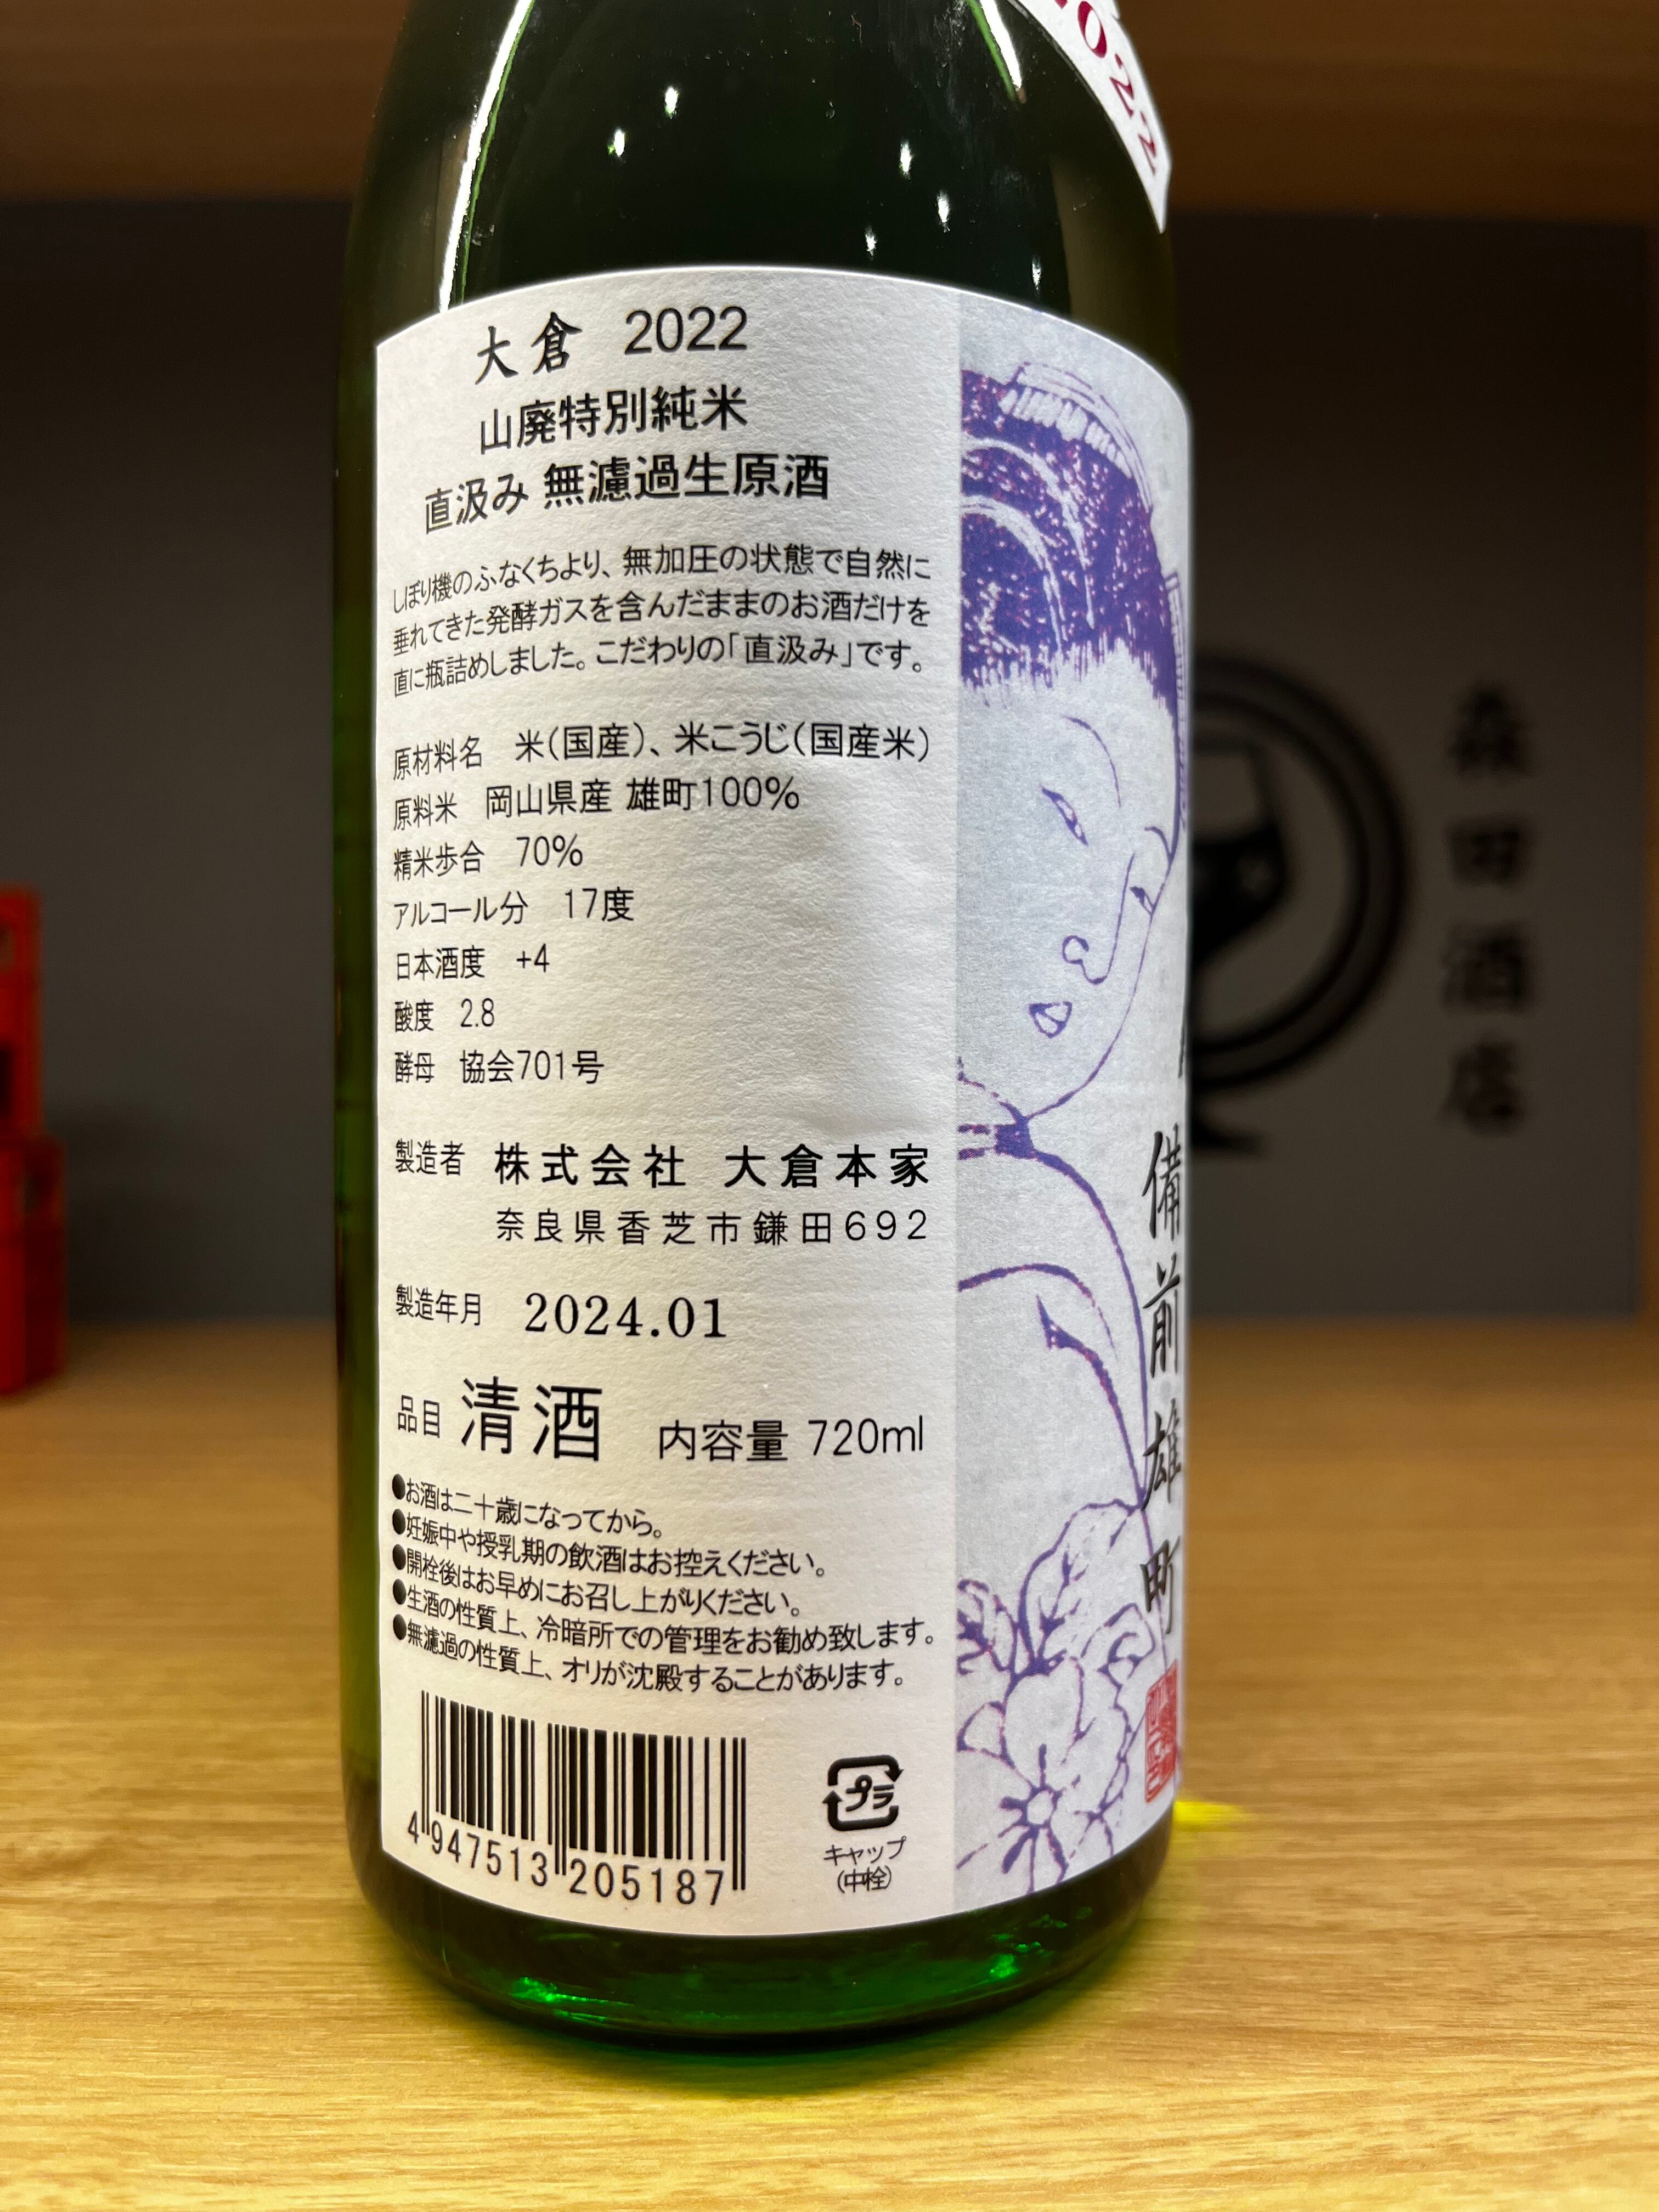 2022
大倉 2022
山廃特別純米
直汲み 無濾過生原酒
しぼり機のふなくちより、無加圧の状態で自然に
垂れてきた発酵ガスを含んだままのお酒だけを
直に瓶詰めしました。こだわりの「直汲み」です。
原材料名 米(国産)、米こうじ(国産米)
原料米 岡山県産 雄町100%
精米歩合 70%
アルコール分 17度
日本酒度 +4
酸度 2.8
酵母 協会701号
製造者 株式会社 大倉本家
奈良県香芝市鎌田692
製造年月 2024.01
品目 清酒 内容量 720ml
●お酒は二十歳になってから。
●妊娠中や授乳期の飲酒はお控えください。
●開栓後はお早めにお召し上がりください。
●生酒の性質上、冷暗所での管理をお勧め致します。
●無濾過の性質上、オリが沈殿することがあります。
4 947513 205187
プラ
キャップ
(中栓)
備前雄町
森田酒店